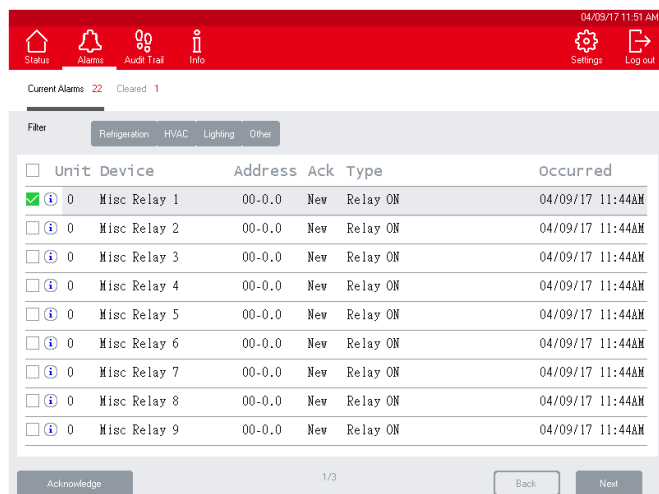 04/09/17 11:51 AM
Status Alarms Audit Trail Info Settings Log out
Current Alarms 22 Cleared 1
Filter Refrigeration HVAC Lighting Other
Unit Device Address Ack Type Occurred
0 Misc Relay 1 00-0.0 New Relay ON 04/09/17 11:44AM
0 Misc Relay 2 00-0.0 New Relay ON 04/09/17 11:44AM
0 Misc Relay 3 00-0.0 New Relay ON 04/09/17 11:44AM
0 Misc Relay 4 00-0.0 New Relay ON 04/09/17 11:44AM
0 Misc Relay 5 00-0.0 New Relay ON 04/09/17 11:44AM
0 Misc Relay 6 00-0.0 New Relay ON 04/09/17 11:44AM
0 Misc Relay 7 00-0.0 New Relay ON 04/09/17 11:44AM
0 Misc Relay 8 00-0.0 New Relay ON 04/09/17 11:44AM
0 Misc Relay 9 00-0.0 New Relay ON 04/09/17 11:44AM
Acknowledge 1/3 Back Next